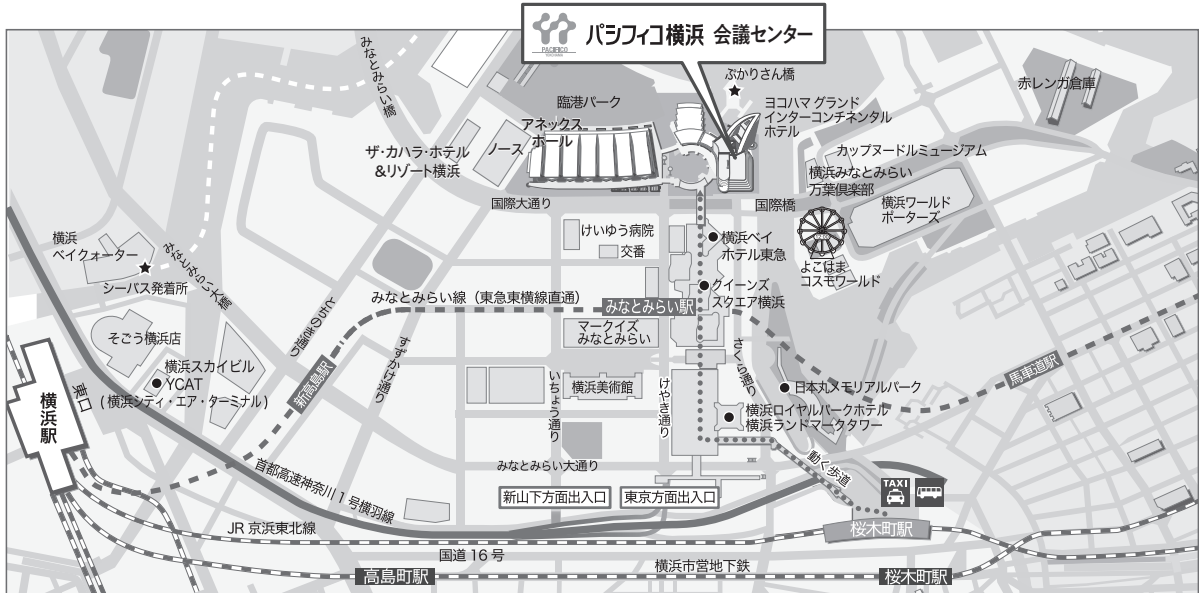 PACIFICO
YOKOHAMA
パシフィコ横浜 会議センター
ぷかりさん橋
赤レンガ倉庫
みなとみらい橋
臨港パーク
ヨコハマ グランド
インターコンチネンタル
ホテル
アネックス
ホール
ノース
ザ・カハラ・ホテル
&リゾート横浜
カップヌードルミュージアム
横浜みなとみらい
万葉倶楽部
横浜ワールド
ポーターズ
国際大通り
国際橋
けいゆう病院
交番
横浜ベイ
ホテル東急
よこはま
コスモワールド
横浜
ベイクォーター
シーバス発着所
みなとみらい大橋
クイーンズ
スクエア横浜
みなとみらい線（東急東横線直通）
みなとみらい駅
とちのき通り
マークイズ
みなとみらい
そごう横浜店
すずかけ通り
さくら通り
横浜スカイビル
YCAT
(横浜シティ・エア・ターミナル)
新高島駅
馬車道駅
東口
横浜駅
いちょう通り
横浜美術館
けやき通り
日本丸メモリアルパーク
横浜ロイヤルパークホテル
横浜ランドマークタワー
みなとみらい大通り
動く歩道
首都高速神奈川1号横羽線
新山下方面出入口
東京方面出入口
TAXI
JR 京浜東北線
桜木町駅
国道16号
横浜市営地下鉄
高島町駅
桜木町駅